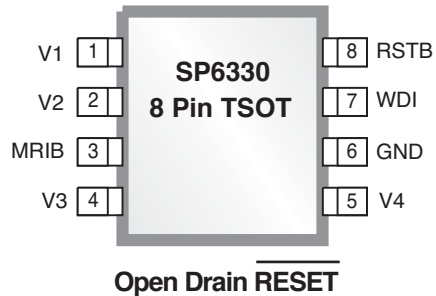 V1 1 SP6330 8 RSTB
V2 2 8 Pin TSOT 7 WDI
MRIB 3 6 GND
V3 4 5 V4
Open Drain RESET